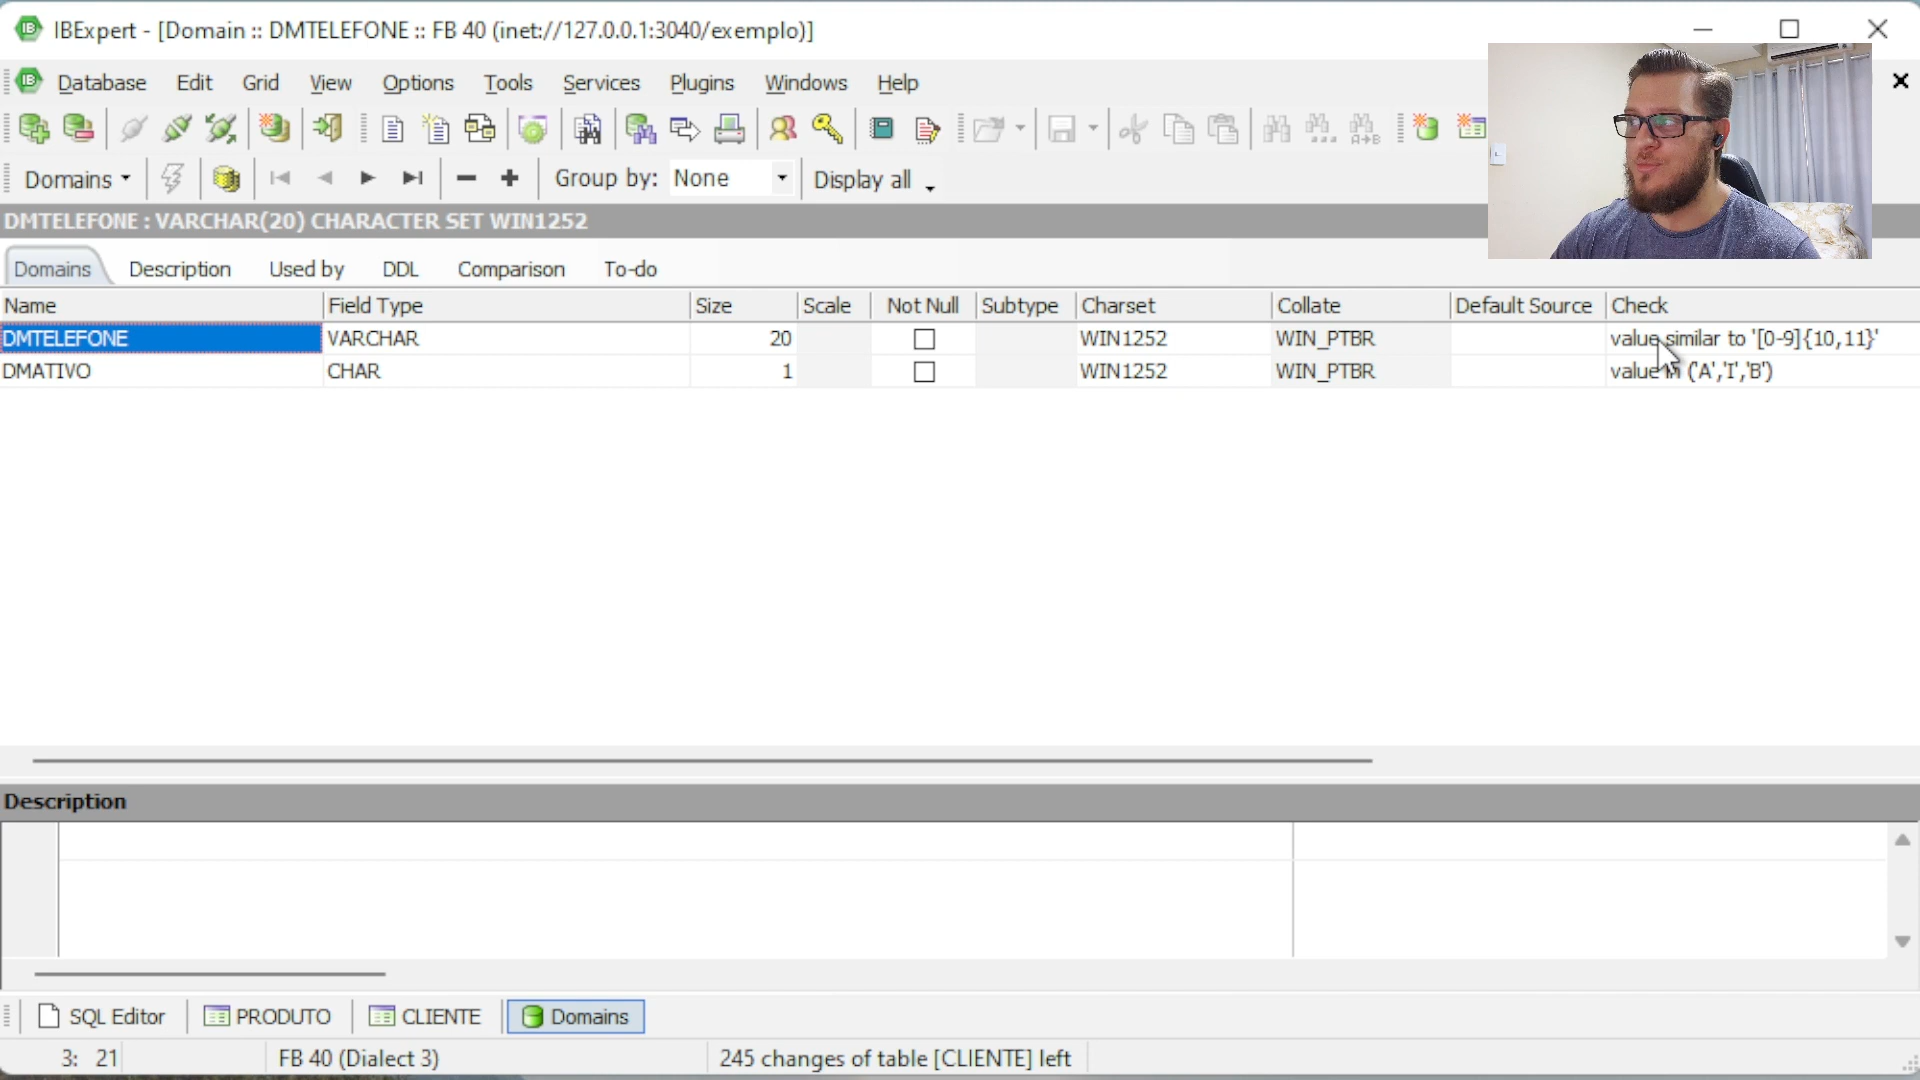 IBExpert - [Domain :: DMTELEFONE :: FB 40 (inet://127.0.0.1:3040/exemplo)]
Database Edit Grid View Options Tools Services Plugins Windows Help
Domains Group by: None Display all
DMTELEFONE : VARCHAR(20) CHARACTER SET WIN1252
Domains Description Used by DDL Comparison To-do
Name Field Type Size Scale Not Null Subtype Charset Collate Default Source Check
DMTELEFONE VARCHAR 20 WIN1252 WIN_PTBR value similar to '[0-9]{10,11}'
DMATIVO CHAR 1 WIN1252 WIN_PTBR value in ('A','I','B')
Description
SQL Editor PRODUTO CLIENTE Domains
3: 21 FB 40 (Dialect 3) 245 changes of table [CLIENTE] left